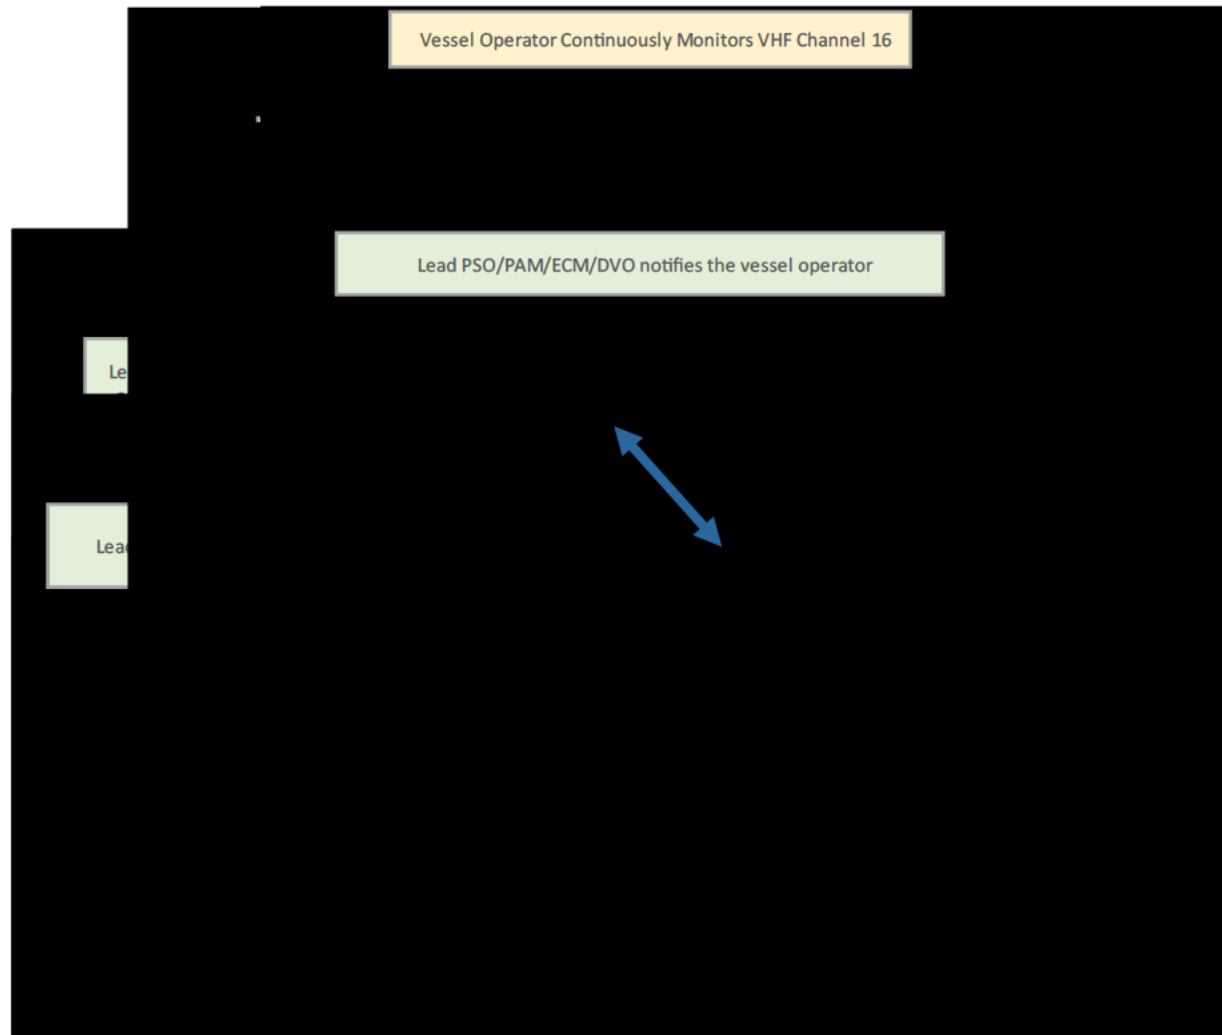 Vessel Operator Continuously Monitors VHF Channel 16
Lead PSO/PAM/ECM/DVO notifies the vessel operator